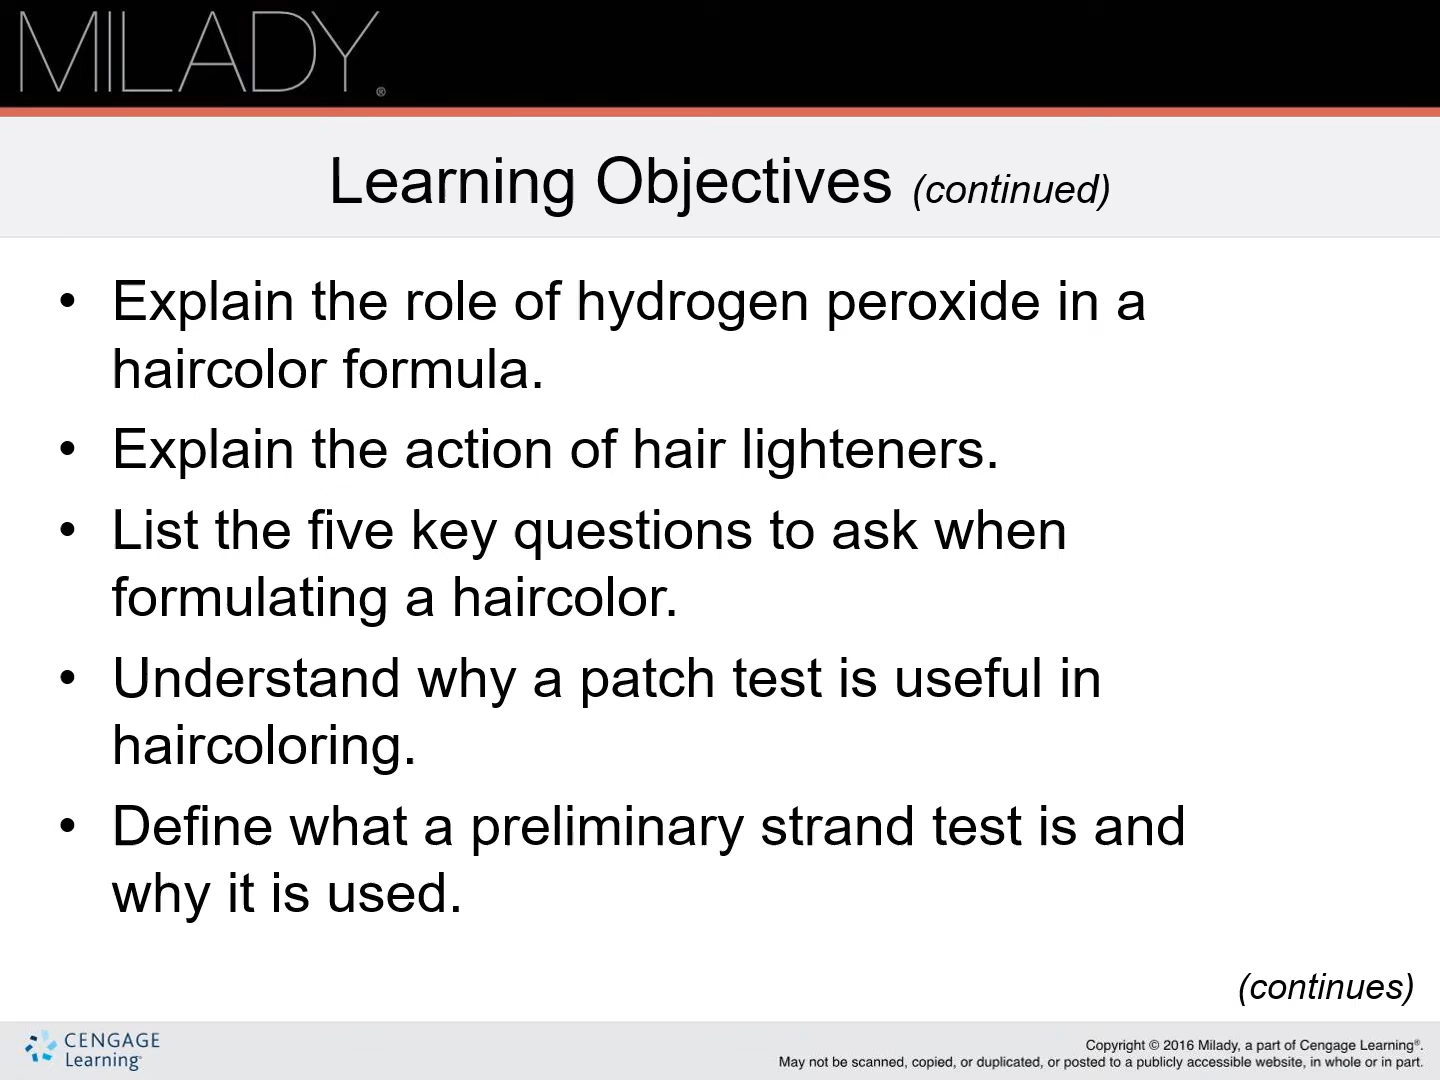 MILADY®
Learning Objectives (continued)
• Explain the role of hydrogen peroxide in a
haircolor formula.
• Explain the action of hair lighteners.
• List the five key questions to ask when
formulating a haircolor.
• Understand why a patch test is useful in
haircoloring.
• Define what a preliminary strand test is and
why it is used.
(continues)
CENGAGE
Learning·
Copyright © 2016 Milady, a part of Cengage Learning®.
May not be scanned, copied, or duplicated, or posted to a publicly accessible website, in whole or in part.